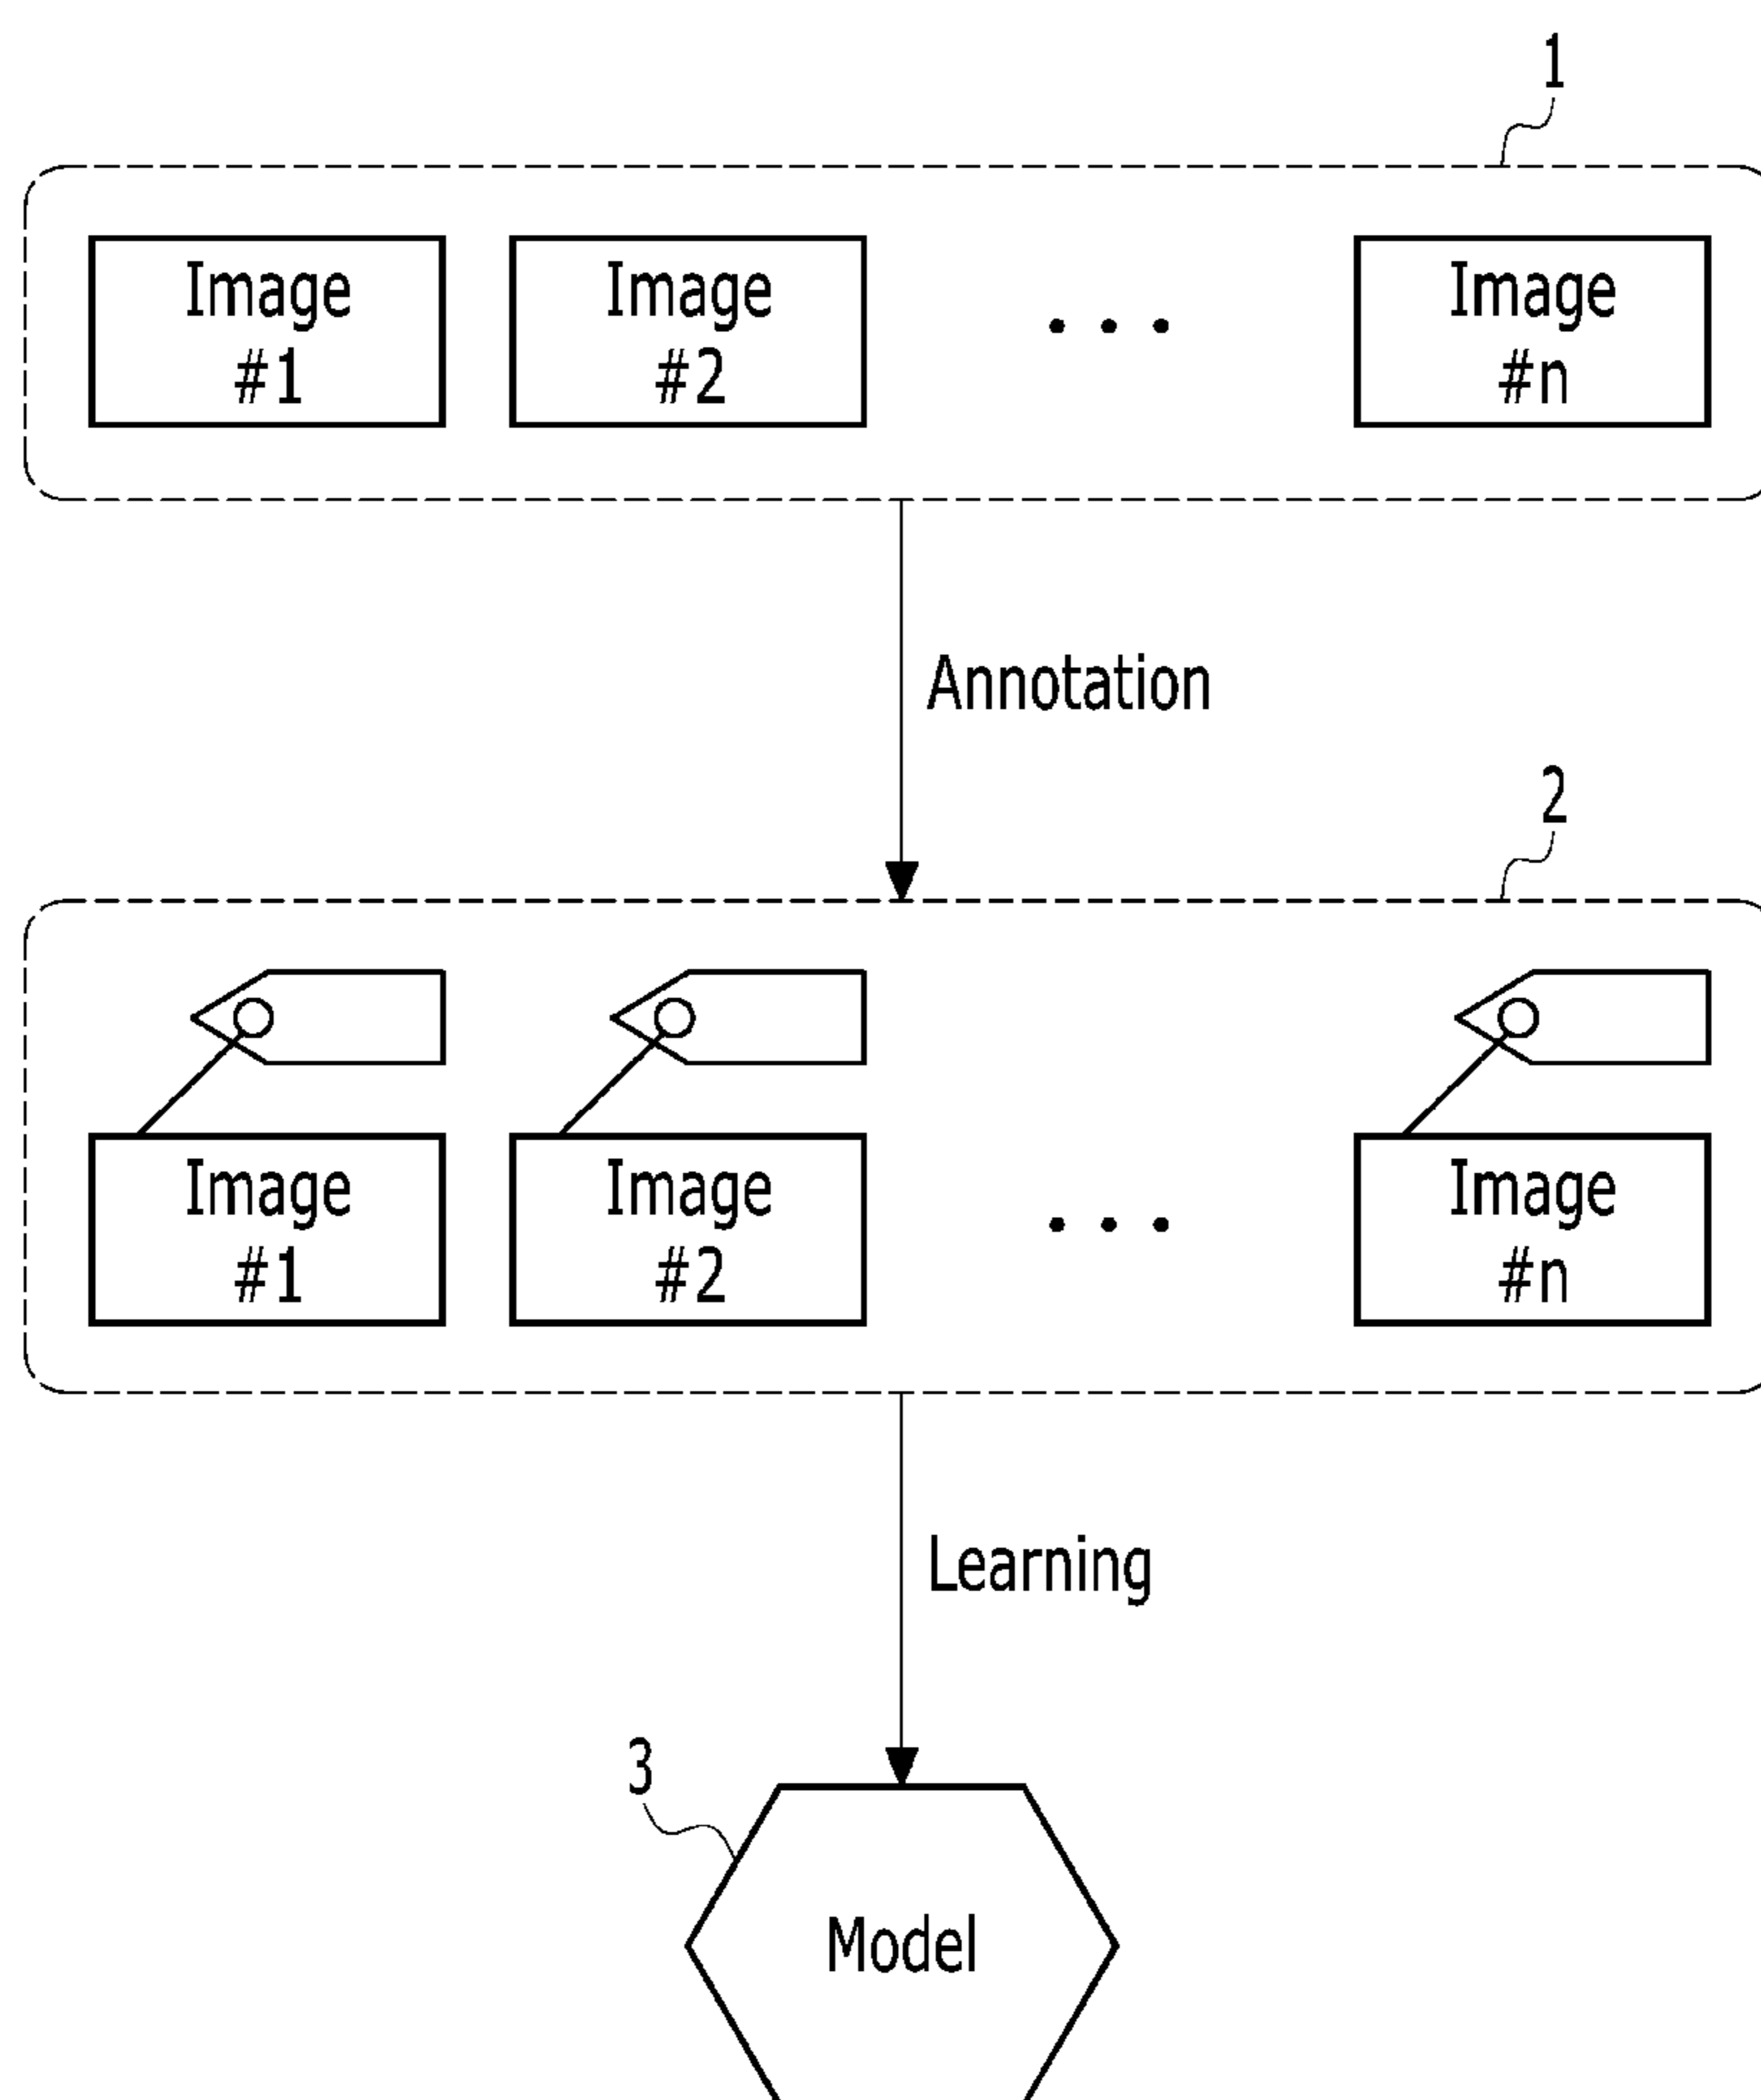 1
Image
#1
Image
#2
• • •
Image
#n
Annotation
2
Image
#1
Image
#2
• • •
Image
#n
Learning
3
Model